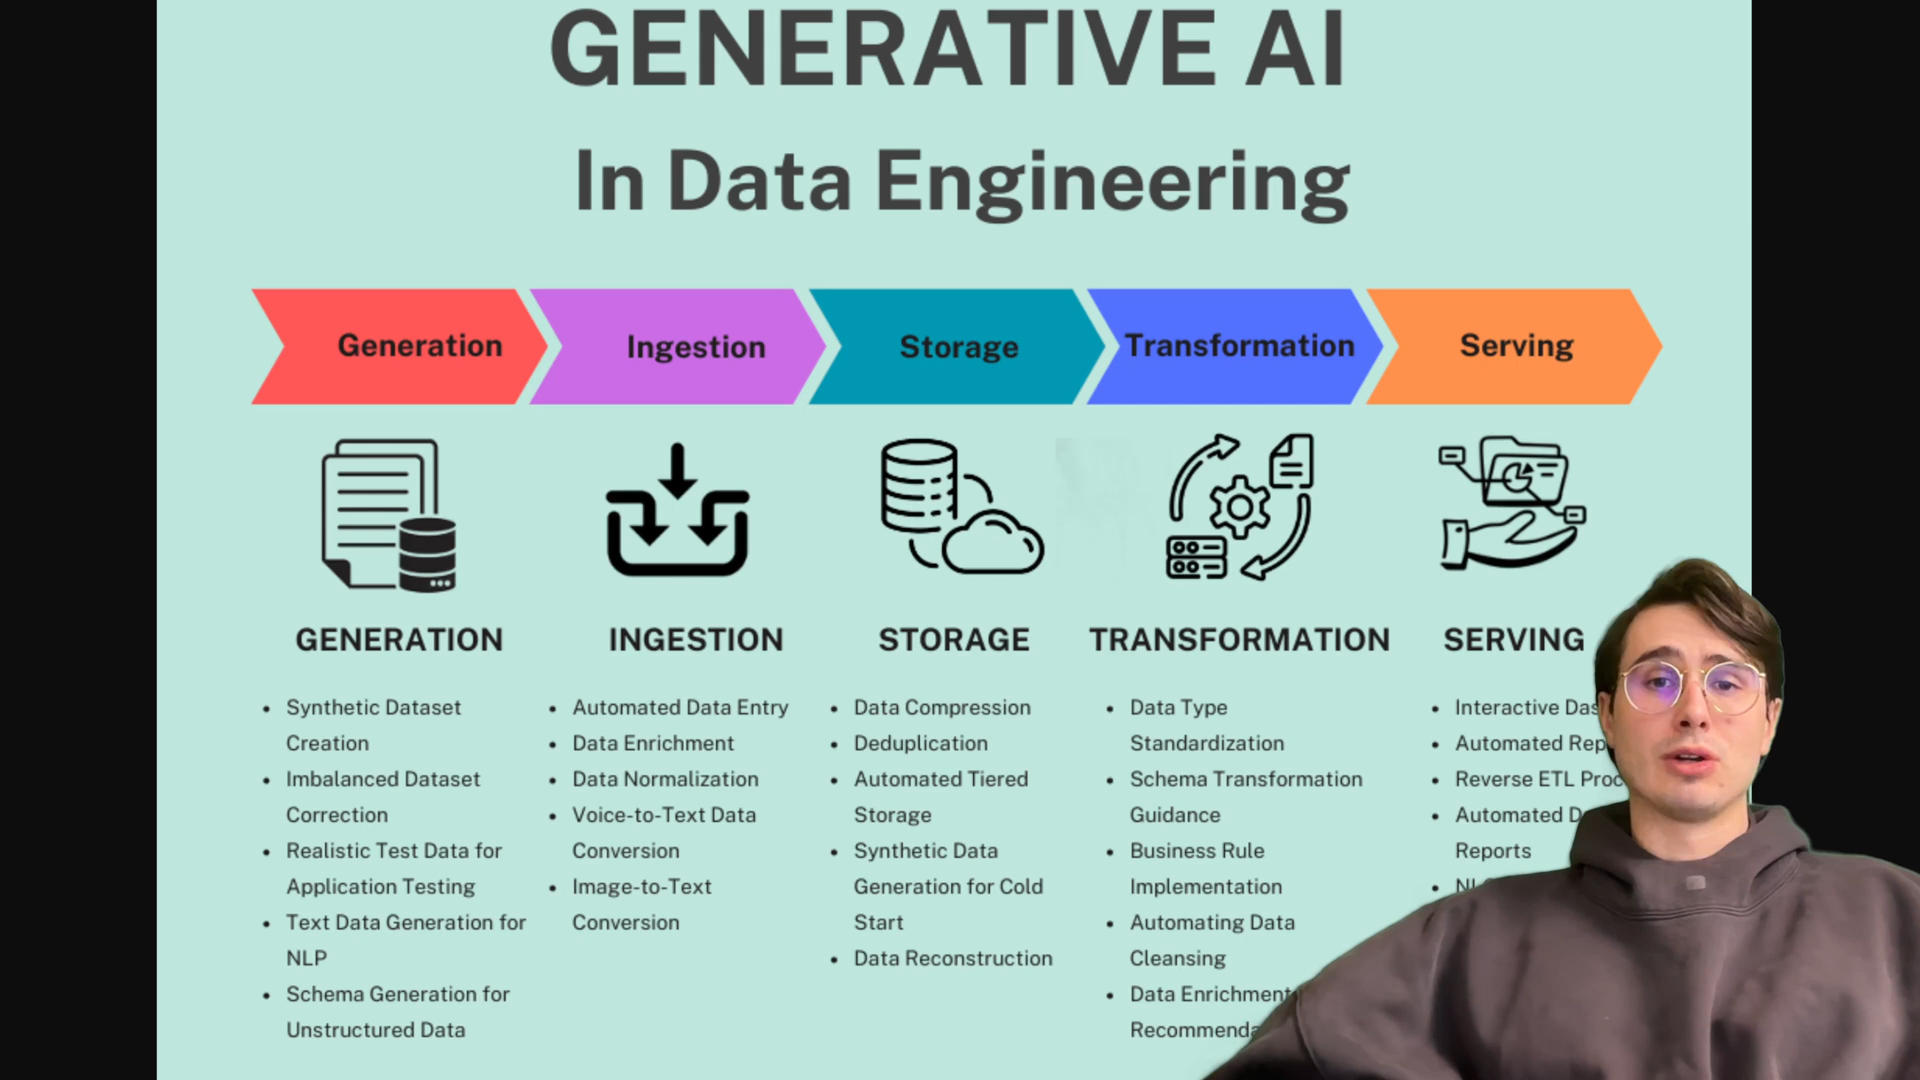 GENERATIVE AI
In Data Engineering
Generation
Ingestion
Storage
Transformation
Serving
GENERATION
• Synthetic Dataset
Creation
• Imbalanced Dataset
Correction
• Realistic Test Data for
Application Testing
• Text Data Generation for
NLP
• Schema Generation for
Unstructured Data
INGESTION
• Automated Data Entry
• Data Enrichment
• Data Normalization
• Voice-to-Text Data
Conversion
• Image-to-Text
Conversion
STORAGE
• Data Compression
• Deduplication
• Automated Tiered
Storage
• Synthetic Data
Generation for Cold
Start
• Data Reconstruction
TRANSFORMATION
• Data Type
Standardization
• Schema Transformation
Guidance
• Business Rule
Implementation
• Automating Data
Cleansing
• Data Enrichment
SERVING
• Interactive
• Automated
• Reverse ETL
• Automated
Reports